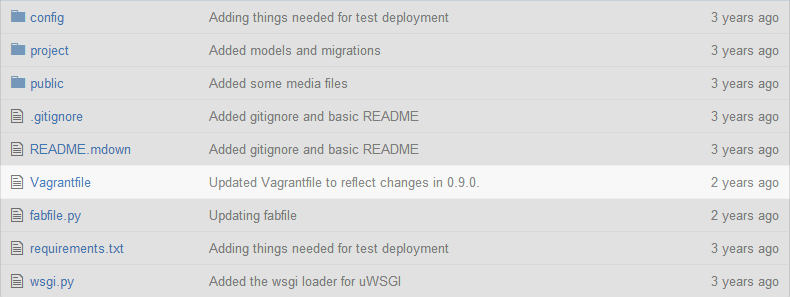 config Adding things needed for test deployment 3 years ago
project Added models and migrations 3 years ago
public Added some media files 3 years ago
.gitignore Added gitignore and basic README 3 years ago
README.mdown Added gitignore and basic README 3 years ago
Vagrantfile Updated Vagrantfile to reflect changes in 0.9.0. 2 years ago
fabfile.py Updating fabfile 2 years ago
requirements.txt Adding things needed for test deployment 3 years ago
wsgi.py Added the wsgi loader for uWSGI 3 years ago